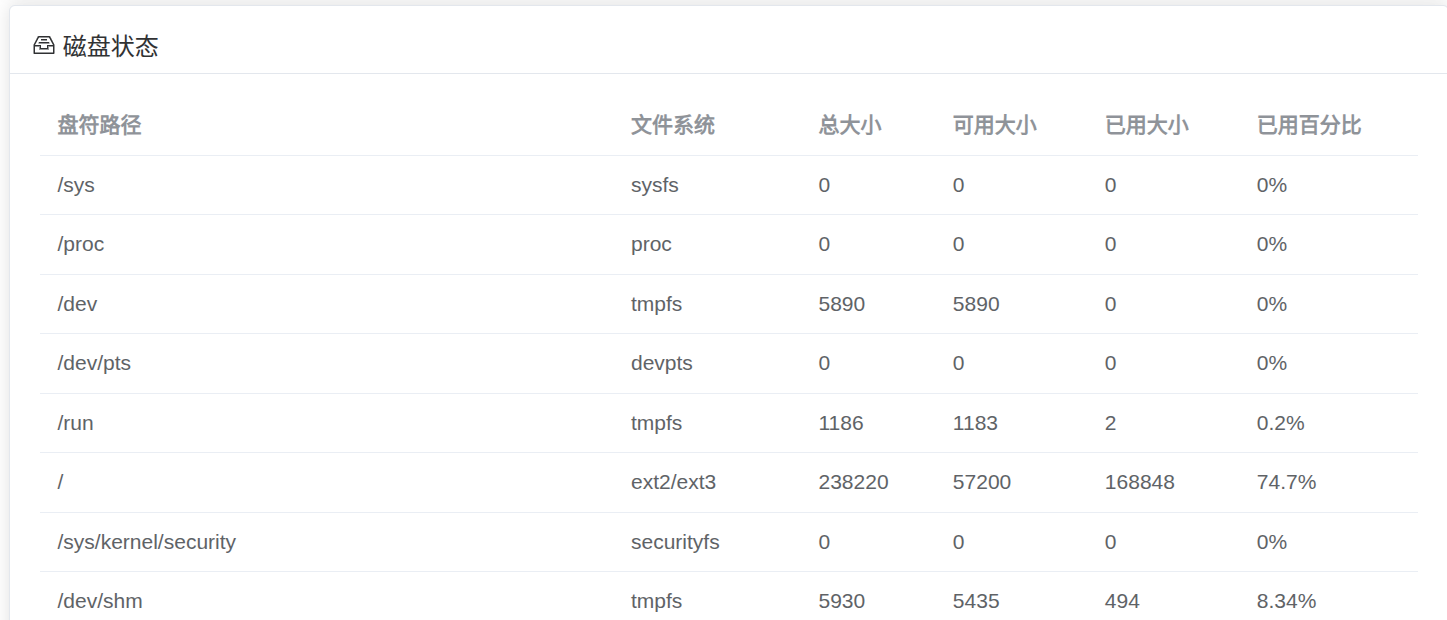 磁盘状态
盘符路径 文件系统 总大小 可用大小 已用大小 已用百分比
/sys sysfs 0 0 0 0%
/proc proc 0 0 0 0%
/dev tmpfs 5890 5890 0 0%
/dev/pts devpts 0 0 0 0%
/run tmpfs 1186 1183 2 0.2%
/ ext2/ext3 238220 57200 168848 74.7%
/sys/kernel/security securityfs 0 0 0 0%
/dev/shm tmpfs 5930 5435 494 8.34%